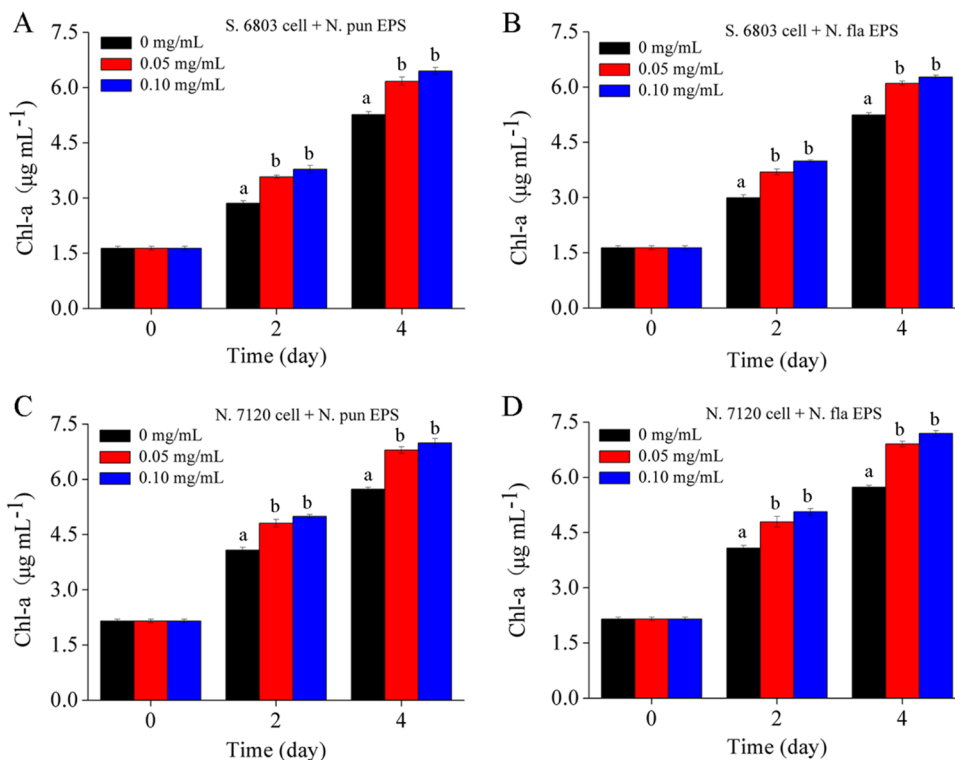 A
S. 6803 cell + N. pun EPS
7.5
6.0
4.5
3.0
1.5
0.0
Chl-a (μg mL⁻¹)
0 mg/mL
0.05 mg/mL
0.10 mg/mL
a b b
a b b
0 2 4
Time (day)
B
S. 6803 cell + N. fla EPS
7.5
6.0
4.5
3.0
1.5
0.0
Chl-a (μg mL⁻¹)
0 mg/mL
0.05 mg/mL
0.10 mg/mL
a b b
a b b
0 2 4
Time (day)
C
N. 7120 cell + N. pun EPS
7.5
6.0
4.5
3.0
1.5
0.0
Chl-a (μg mL⁻¹)
0 mg/mL
0.05 mg/mL
0.10 mg/mL
a b b
a b b
0 2 4
Time (day)
D
N. 7120 cell + N. fla EPS
7.5
6.0
4.5
3.0
1.5
0.0
Chl-a (μg mL⁻¹)
0 mg/mL
0.05 mg/mL
0.10 mg/mL
a b b
a b b
0 2 4
Time (day)